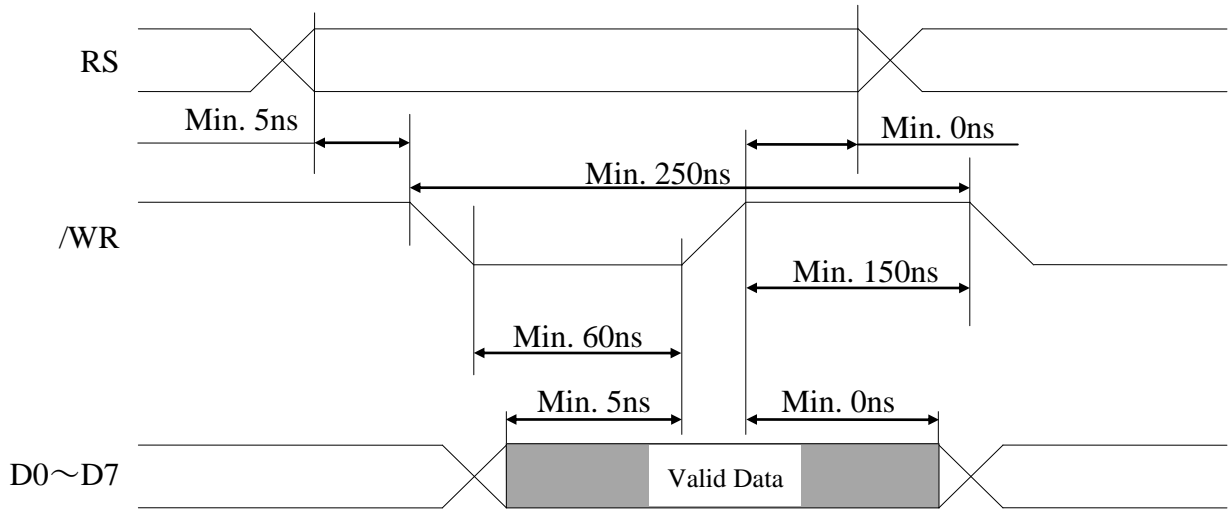 RS
Min. 5ns
Min. 0ns
Min. 250ns
/WR
Min. 150ns
Min. 60ns
Min. 5ns
Min. 0ns
D0～D7
Valid Data